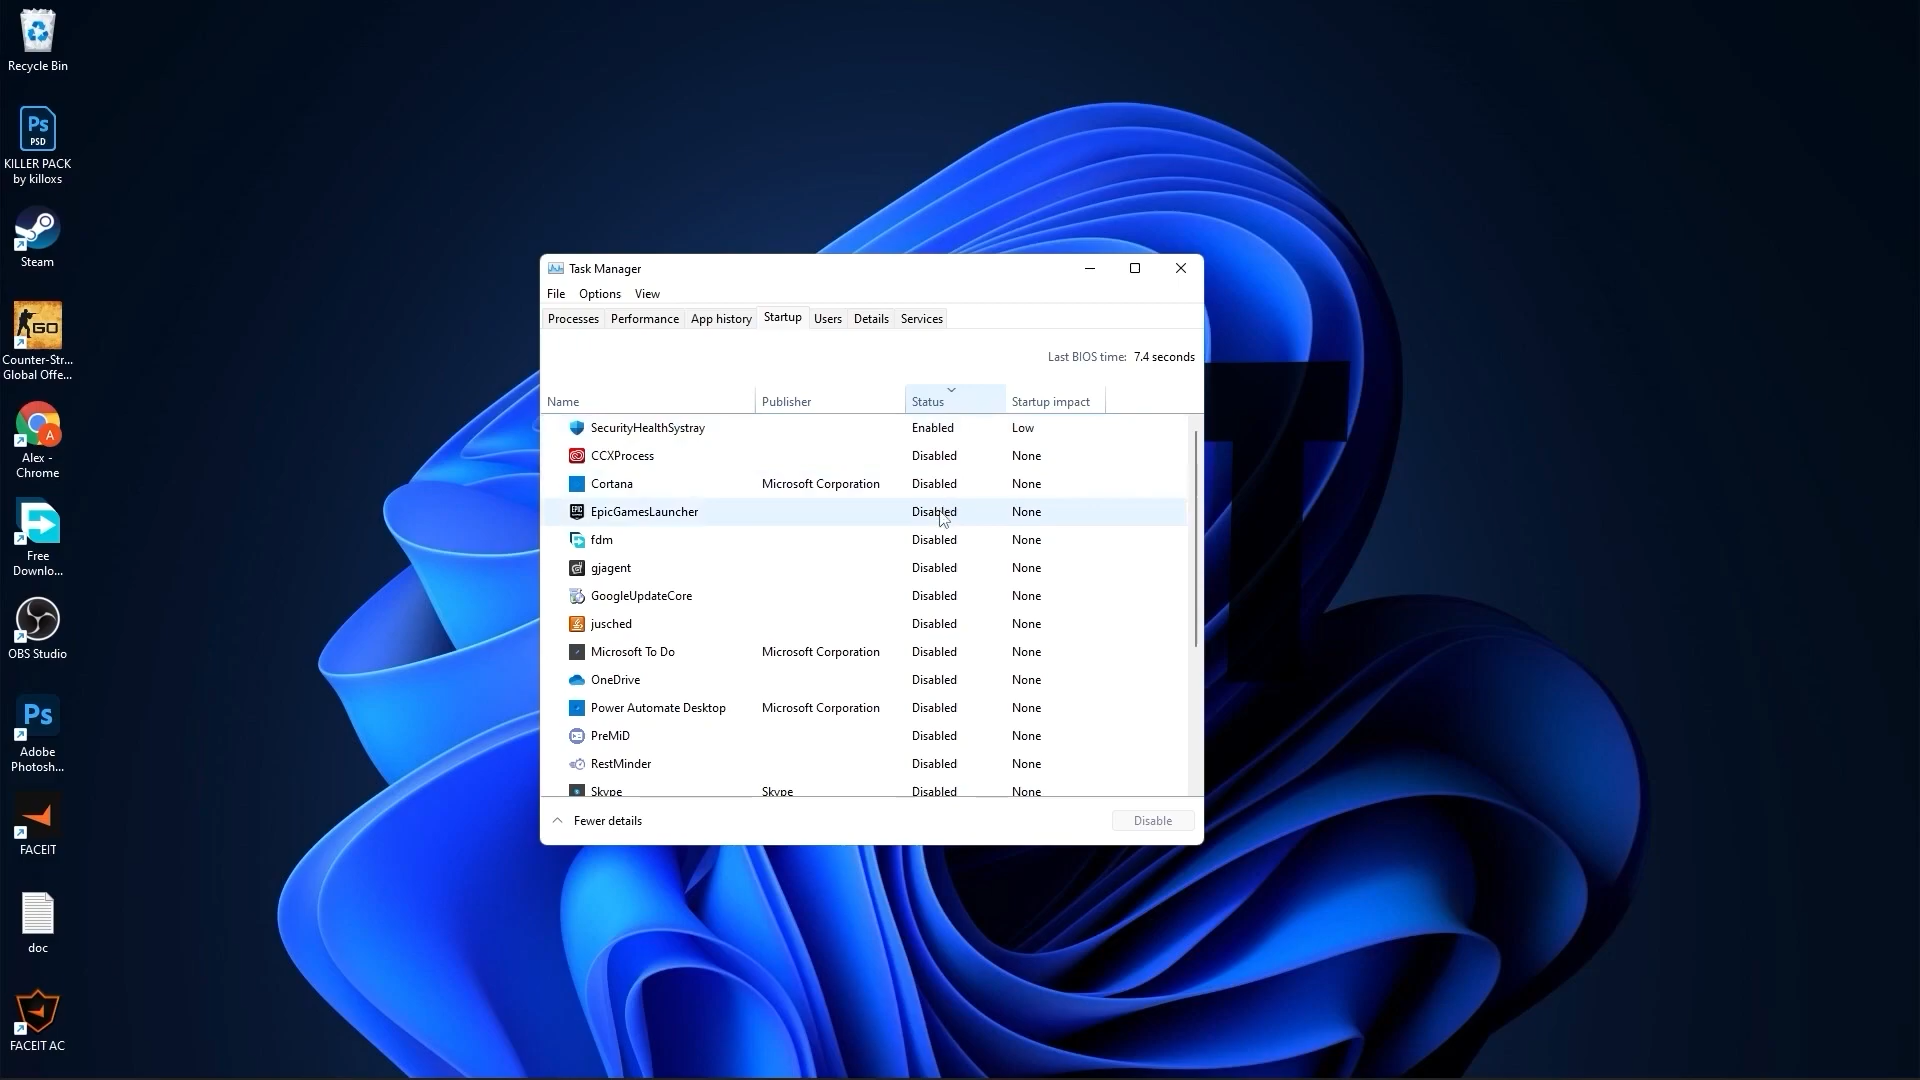 Recycle Bin
Ps
PSD
KILLER PACK
by killoxs
Steam
GO
Counter-Str...
Global Offe...
A
Alex -
Chrome
Free
Downlo...
OBS Studio
Ps
Adobe
Photosh...
FACEIT
doc
FACEIT AC
Task Manager
File Options View
Processes Performance App history Startup Users Details Services
Last BIOS time: 7.4 seconds
Name Publisher Status Startup impact
SecurityHealthSystray Enabled Low
CCXProcess Disabled None
Cortana Microsoft Corporation Disabled None
EPIC EpicGamesLauncher Disabled None
fdm Disabled None
gjagent Disabled None
GoogleUpdateCore Disabled None
jusched Disabled None
Microsoft To Do Microsoft Corporation Disabled None
OneDrive Disabled None
Power Automate Desktop Microsoft Corporation Disabled None
PreMiD Disabled None
RestMinder Disabled None
Skype Skype Disabled None
Fewer details Disable